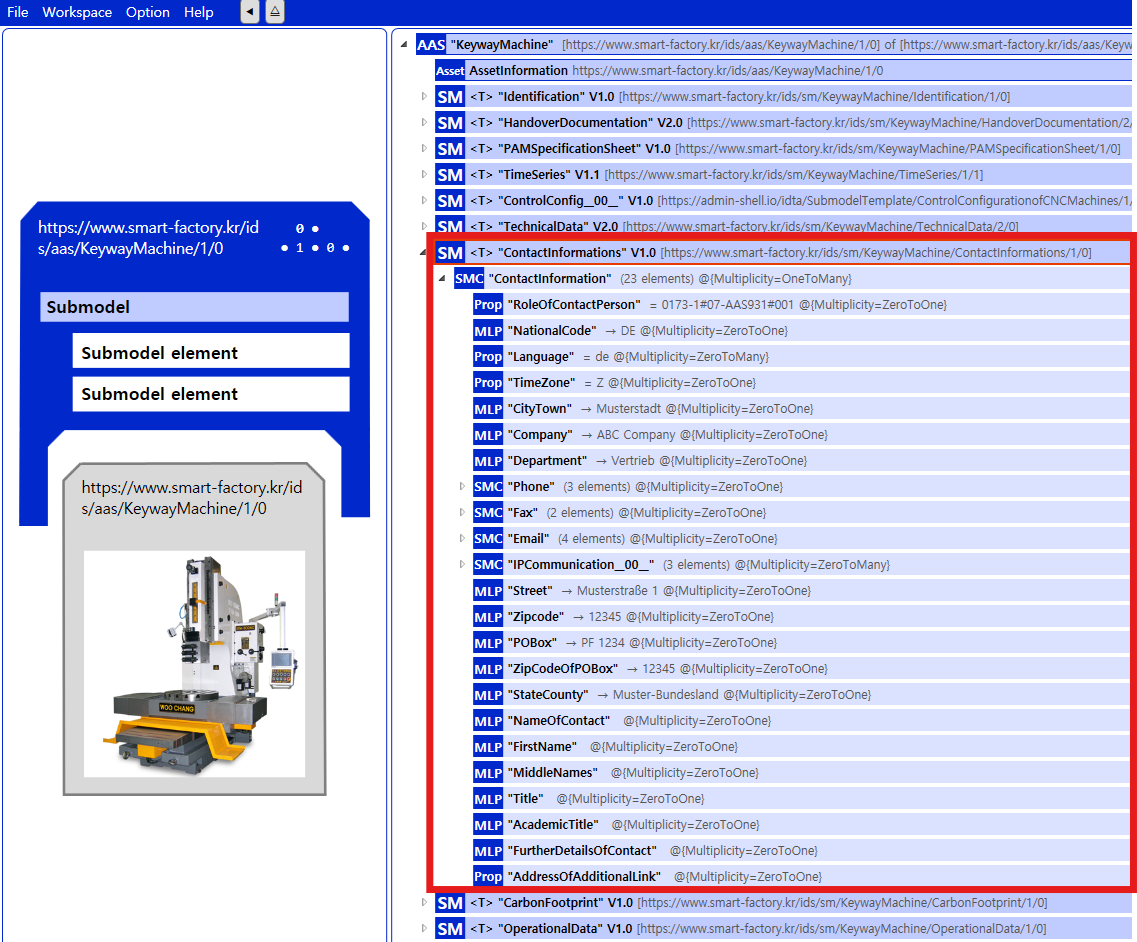 File Workspace Option Help
https://www.smart-factory.kr/id
s/aas/KeywayMachine/1/0
0
1 0
Submodel
Submodel element
Submodel element
https://www.smart-factory.kr/id
s/aas/KeywayMachine/1/0
WOO CHANG
AAS "KeywayMachine" [https://www.smart-factory.kr/ids/aas/KeywayMachine/1/0] of [https://www.smart-factory.kr/ids/aas/Keyw
Asset AssetInformation https://www.smart-factory.kr/ids/aas/KeywayMachine/1/0
SM <T> "Identification" V1.0 [https://www.smart-factory.kr/ids/sm/KeywayMachine/Identification/1/0]
SM <T> "HandoverDocumentation" V2.0 [https://www.smart-factory.kr/ids/sm/KeywayMachine/HandoverDocumentation/2/
SM <T> "PAMSpecificationSheet" V1.0 [https://www.smart-factory.kr/ids/sm/KeywayMachine/PAMSpecificationSheet/1/0]
SM <T> "TimeSeries" V1.1 [https://www.smart-factory.kr/ids/sm/KeywayMachine/TimeSeries/1/1]
SM <T> "ControlConfig__00__" V1.0 [https://admin-shell.io/idta/SubmodelTemplate/ControlConfigurationofCNCMachines/1/
SM <T> "TechnicalData" V2.0 [https://www.smart-factory.kr/ids/sm/KeywayMachine/TechnicalData/2/0]
SM <T> "ContactInformations" V1.0 [https://www.smart-factory.kr/ids/sm/KeywayMachine/ContactInformations/1/0]
SMC "ContactInformation" (23 elements) @{Multiplicity=OneToMany}
Prop "RoleOfContactPerson" = 0173-1#07-AAS931#001 @{Multiplicity=ZeroToOne}
MLP "NationalCode" → DE @{Multiplicity=ZeroToOne}
Prop "Language" = de @{Multiplicity=ZeroToMany}
Prop "TimeZone" = Z @{Multiplicity=ZeroToOne}
MLP "CityTown" → Musterstadt @{Multiplicity=ZeroToOne}
MLP "Company" → ABC Company @{Multiplicity=ZeroToOne}
MLP "Department" → Vertrieb @{Multiplicity=ZeroToOne}
SMC "Phone" (3 elements) @{Multiplicity=ZeroToOne}
SMC "Fax" (2 elements) @{Multiplicity=ZeroToOne}
SMC "Email" (4 elements) @{Multiplicity=ZeroToOne}
SMC "IPCommunication__00__" (3 elements) @{Multiplicity=ZeroToMany}
MLP "Street" → Musterstraße 1 @{Multiplicity=ZeroToOne}
MLP "Zipcode" → 12345 @{Multiplicity=ZeroToOne}
MLP "POBox" → PF 1234 @{Multiplicity=ZeroToOne}
MLP "ZipCodeOfPOBox" → 12345 @{Multiplicity=ZeroToOne}
MLP "StateCounty" → Muster-Bundesland @{Multiplicity=ZeroToOne}
MLP "NameOfContact" @{Multiplicity=ZeroToOne}
MLP "FirstName" @{Multiplicity=ZeroToOne}
MLP "MiddleNames" @{Multiplicity=ZeroToOne}
MLP "Title" @{Multiplicity=ZeroToOne}
MLP "AcademicTitle" @{Multiplicity=ZeroToOne}
MLP "FurtherDetailsOfContact" @{Multiplicity=ZeroToOne}
Prop "AddressOfAdditionalLink" @{Multiplicity=ZeroToOne}
SM <T> "CarbonFootprint" V1.0 [https://www.smart-factory.kr/ids/sm/KeywayMachine/CarbonFootprint/1/0]
SM <T> "OperationalData" V1.0 [https://www.smart-factory.kr/ids/sm/KeywayMachine/OperationalData/1/0]